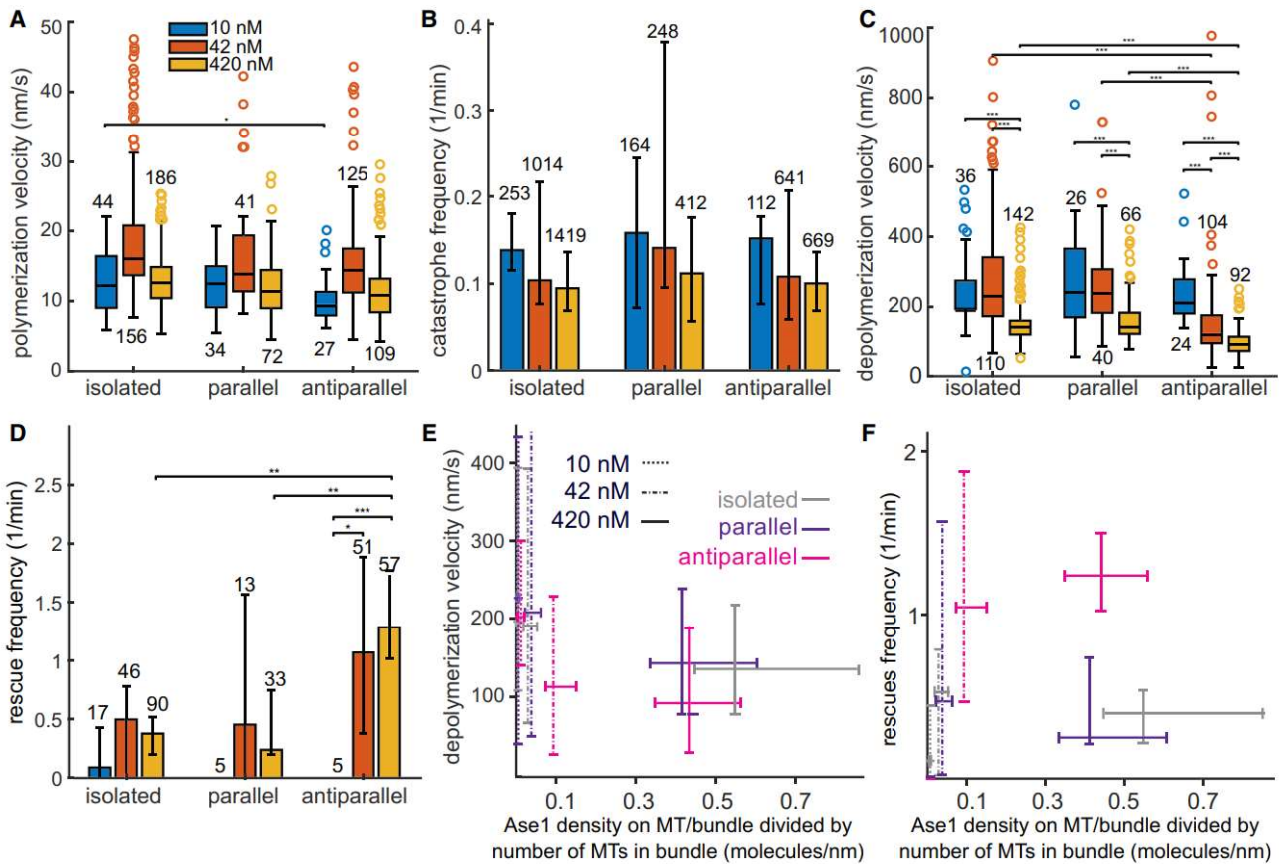 A
polymerization velocity (nm/s)
50
40
30
20
10
0
10 nM
42 nM
420 nM
*
44
156
186
34
41
72
27
125
109
isolated
parallel
antiparallel
B
catastrophe frequency (1/min)
0.4
0.3
0.2
0.1
0
253
1014
1419
164
248
412
112
641
669
isolated
parallel
antiparallel
C
depolymerization velocity (nm/s)
1000
800
600
400
200
0
***
***
***
***
***
***
***
***
***
***
***
36
110
142
26
40
66
24
104
92
isolated
parallel
antiparallel
D
rescue frequency (1/min)
2.5
2
1.5
1
0.5
0
**
**
***
*
17
46
90
5
13
33
5
51
57
isolated
parallel
antiparallel
E
depolymerization velocity (nm/s)
400
300
200
100
10 nM
42 nM
420 nM
isolated
parallel
antiparallel
0.1
0.3
0.5
0.7
Ase1 density on MT/bundle divided by
number of MTs in bundle (molecules/nm)
F
rescues frequency (1/min)
2
1
0.1
0.3
0.5
0.7
Ase1 density on MT/bundle divided by
number of MTs in bundle (molecules/nm)